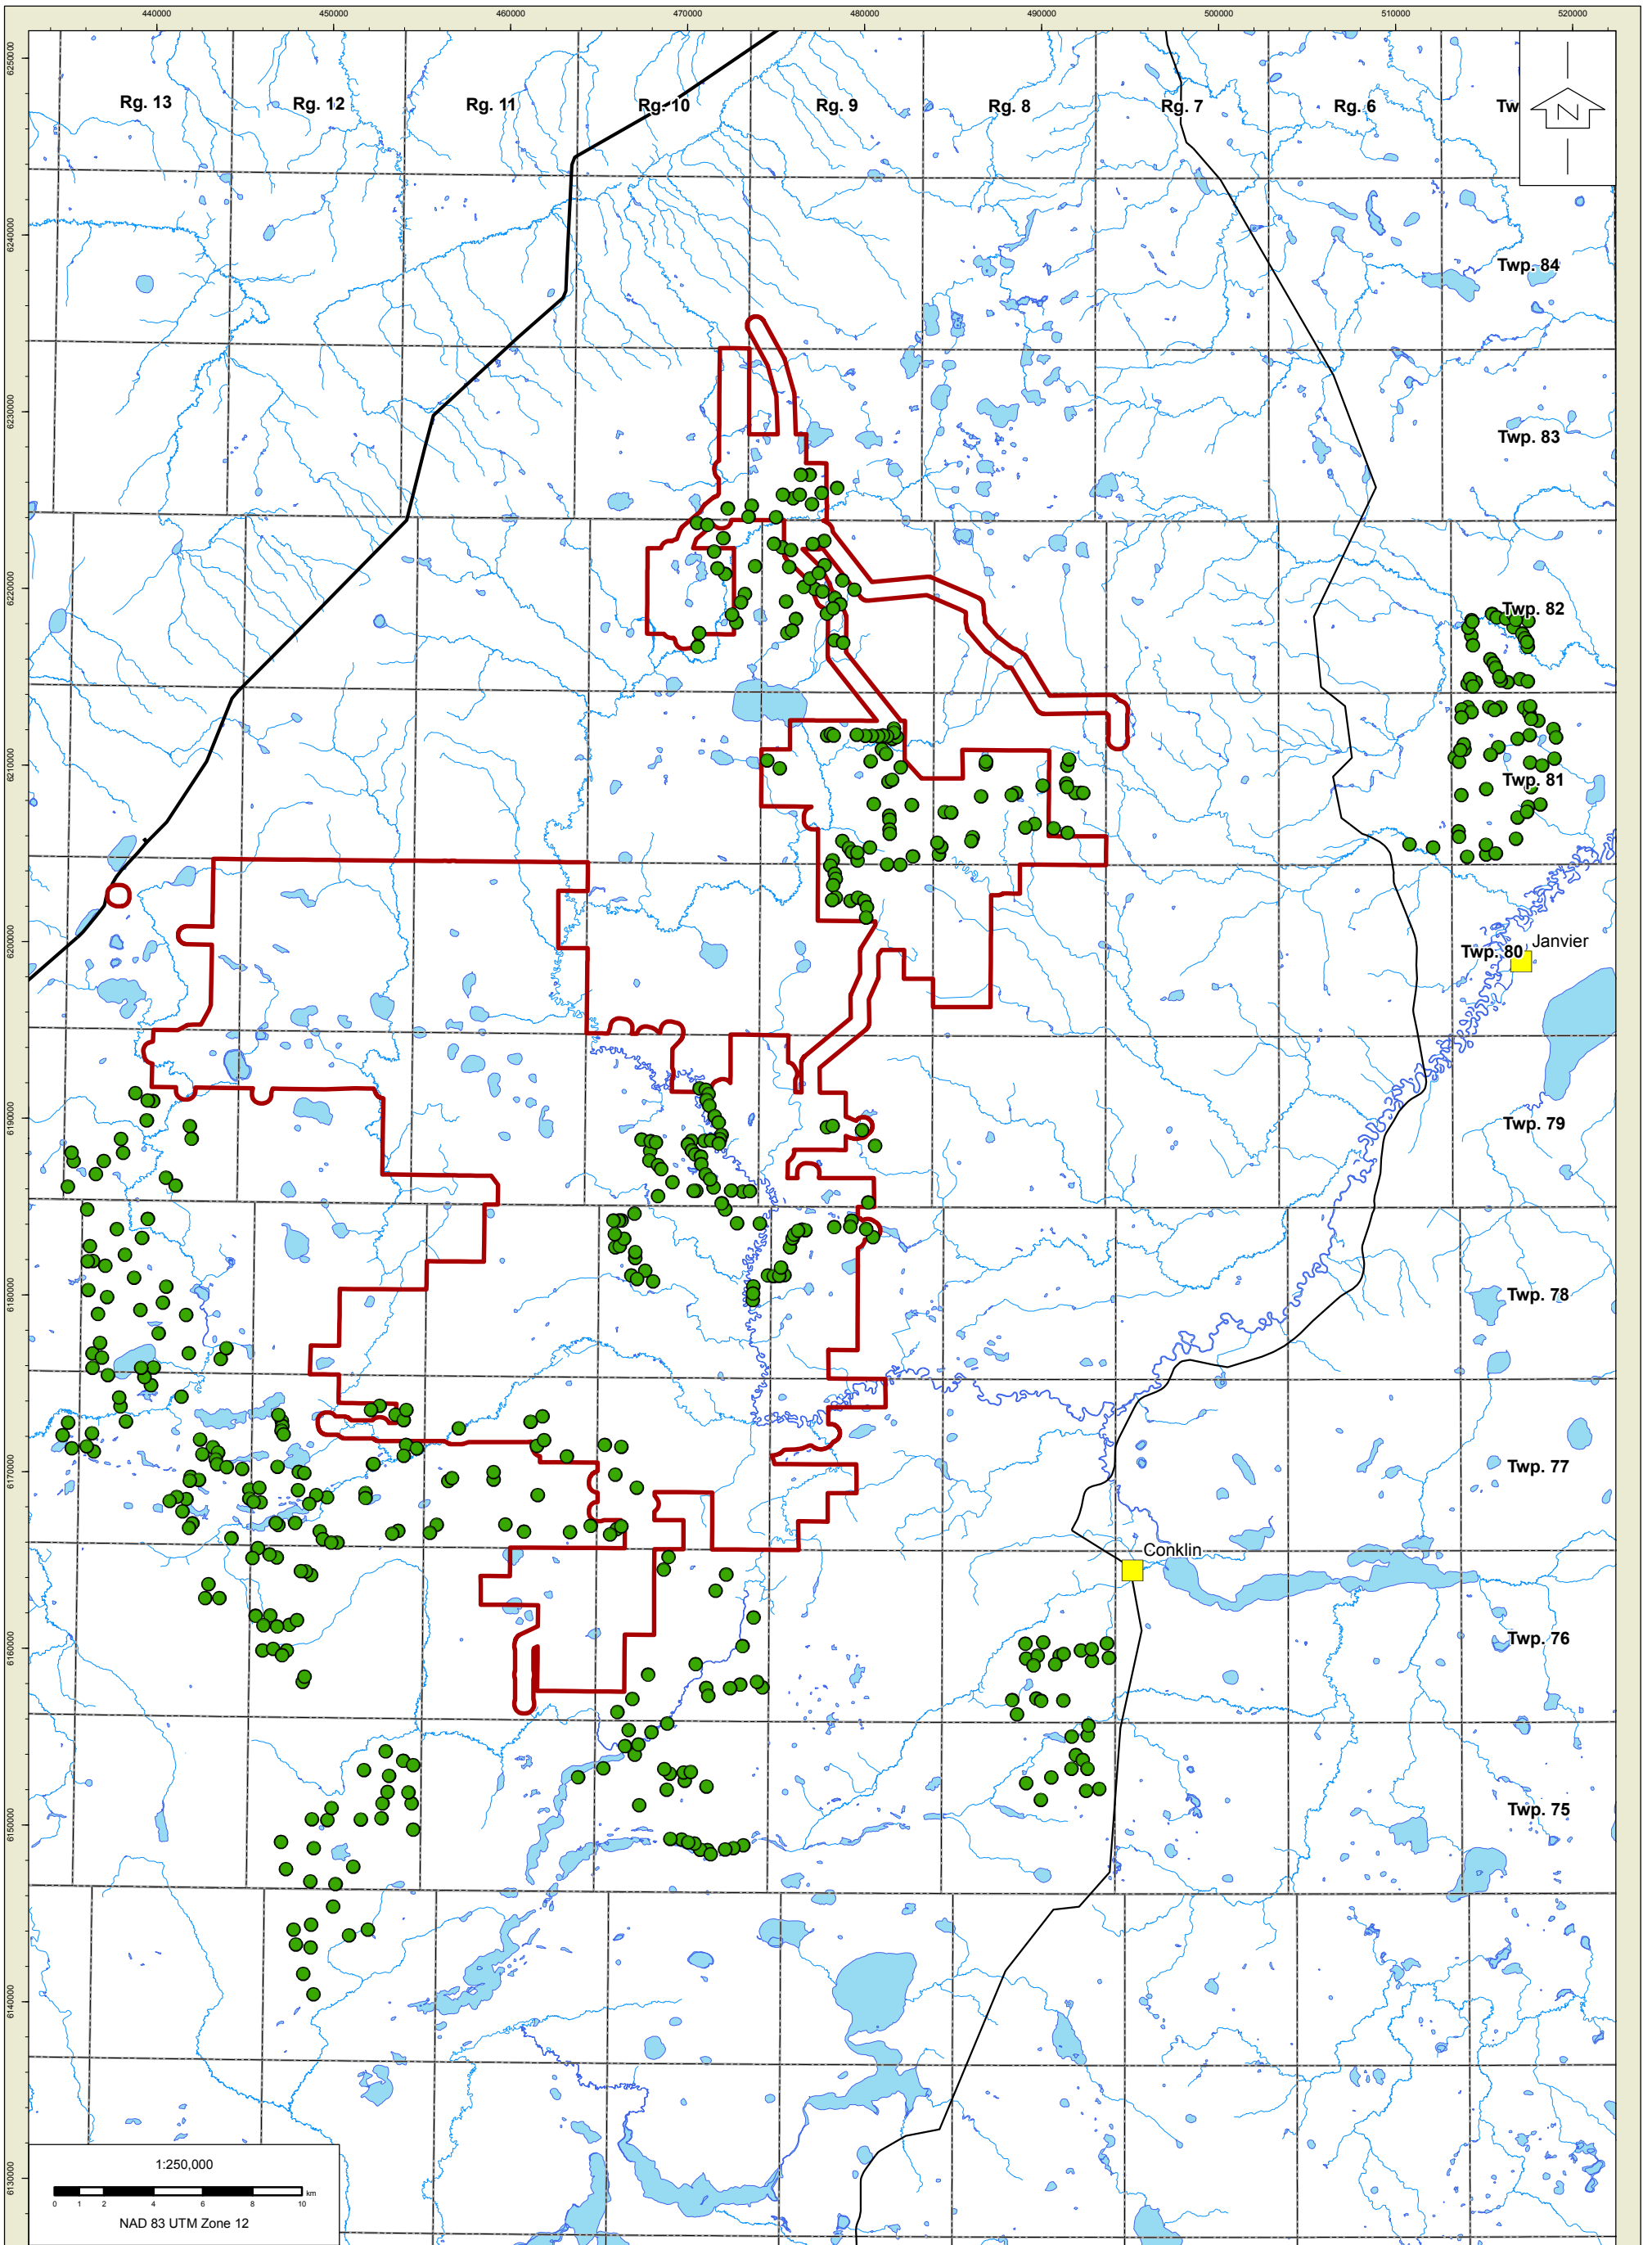 440000 450000 460000 470000 480000 490000 500000 510000 520000
6250000
Rg. 13 Rg. 12 Rg. 11 Rg. 10 Rg. 9 Rg. 8 Rg. 7 Rg. 6 Tw
N
6240000
Twp. 84
6230000
Twp. 83
6220000
Twp. 82
6210000
Twp. 81
6200000
Janvier
Twp. 80
6190000
Twp. 79
6180000
Twp. 78
6170000
Twp. 77
Conklin
6160000
Twp. 76
6150000
Twp. 75
6140000
6130000
1:250,000
0 1 2 4 6 8 10 km
NAD 83 UTM Zone 12